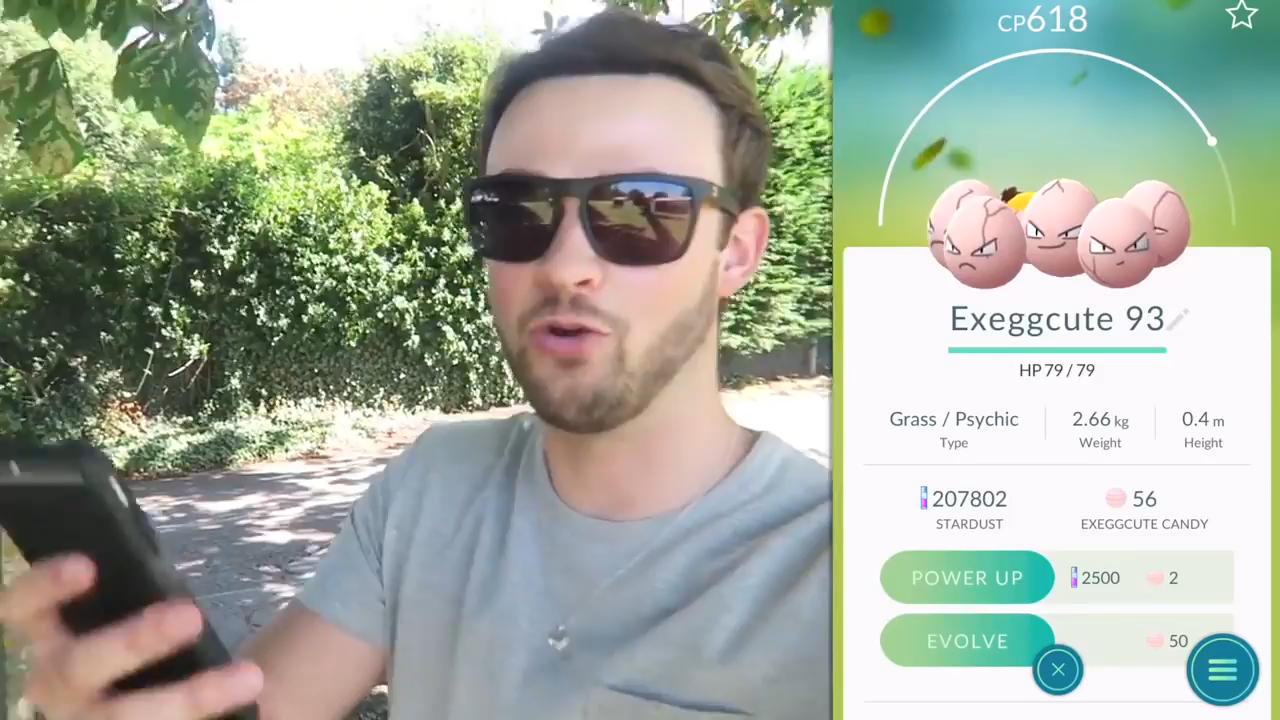 CP618
Exeggcute 93
HP 79 / 79
Grass / Psychic
2.66 kg
0.4 m
Type
Weight
Height
207802
56
STARDUST
EXEGGCUTE CANDY
POWER UP
2500
2
EVOLVE
50